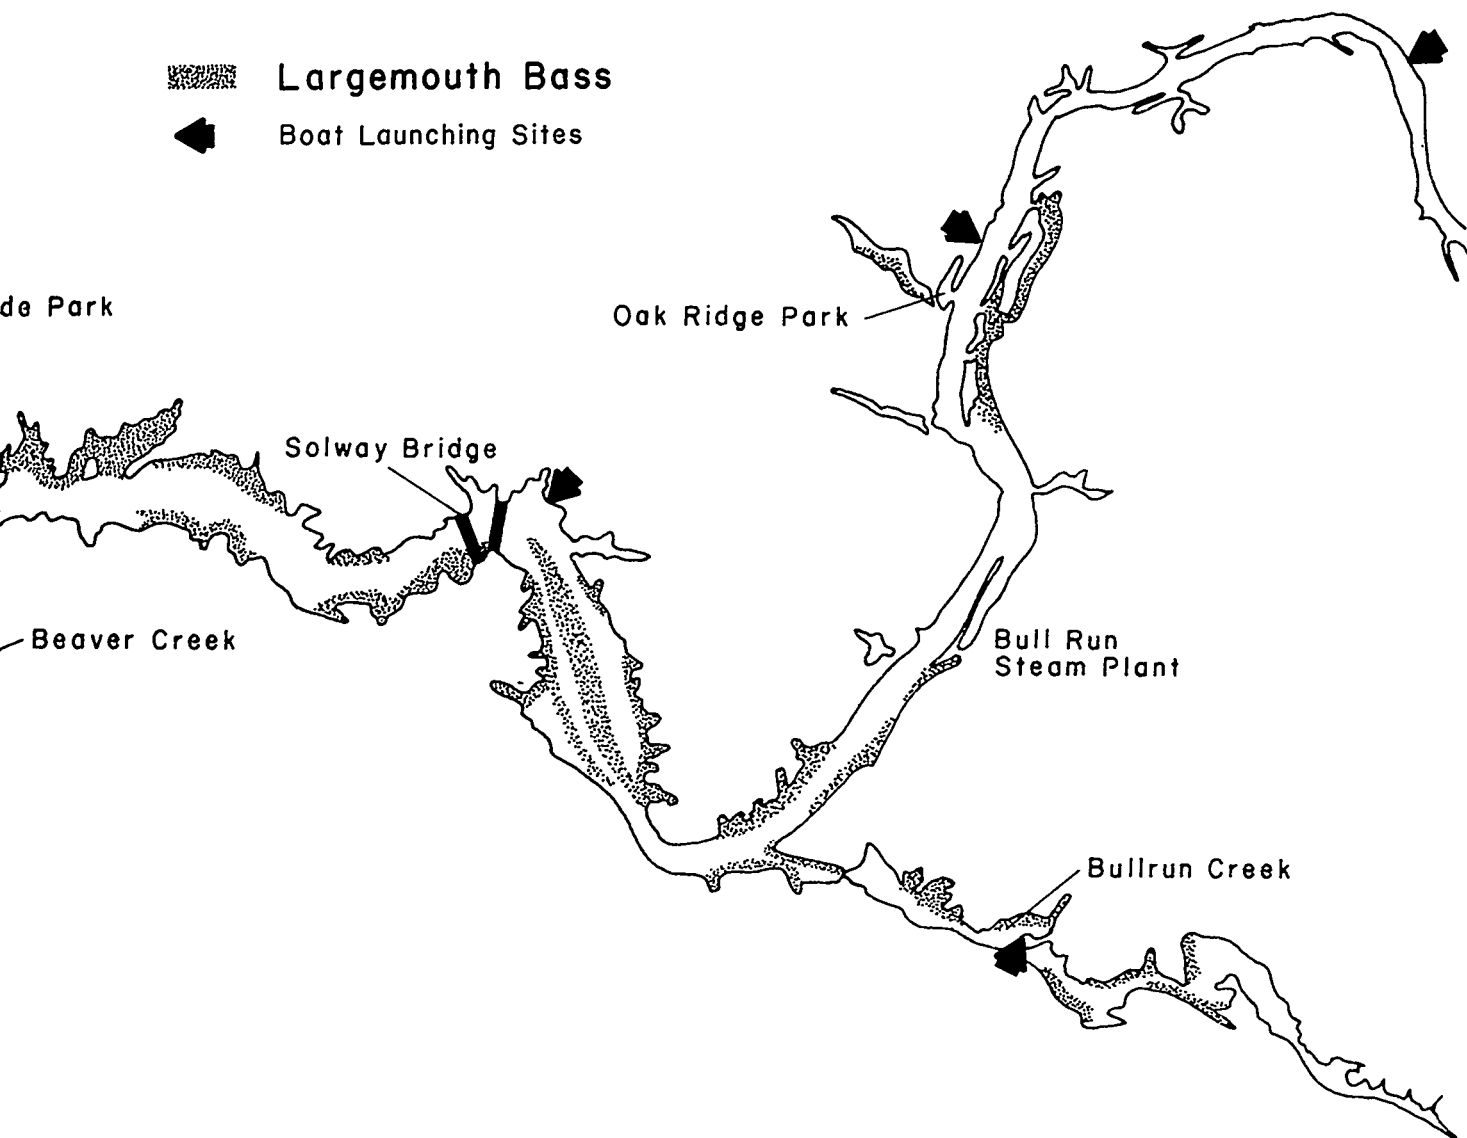 Largemouth Bass
Boat Launching Sites
de Park
Oak Ridge Park
Solway Bridge
Beaver Creek
Bull Run
Steam Plant
Bullrun Creek